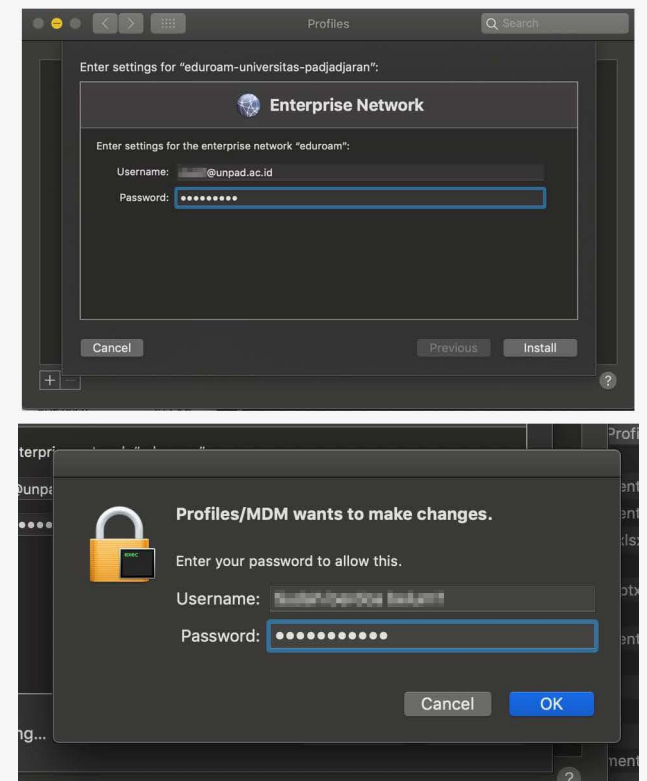 Profiles
Search
Enter settings for “eduroam-universitas-padjadjaran”:
Enterprise Network
Enter settings for the enterprise network “eduroam”:
Username: @unpad.ac.id
Password: ●●●●●●●●●
Cancel Previous Install
+ − ?
Profiles/MDM wants to make changes.
exec
Enter your password to allow this.
Username:
Password: ●●●●●●●●●●●
Cancel OK
?